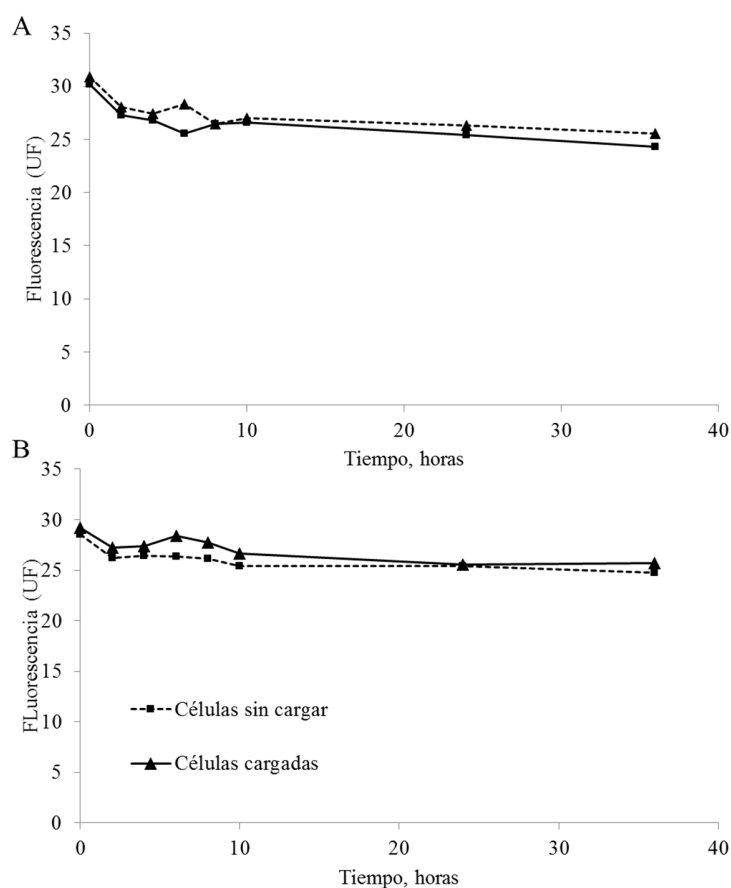 A
35
30
25
20
15
10
5
0
Fluorescencia (UF)
0 10 20 30 40
Tiempo, horas
B
35
30
25
20
15
10
5
0
FLuorescencia (UF)
Células sin cargar
Células cargadas
0 10 20 30 40
Tiempo, horas